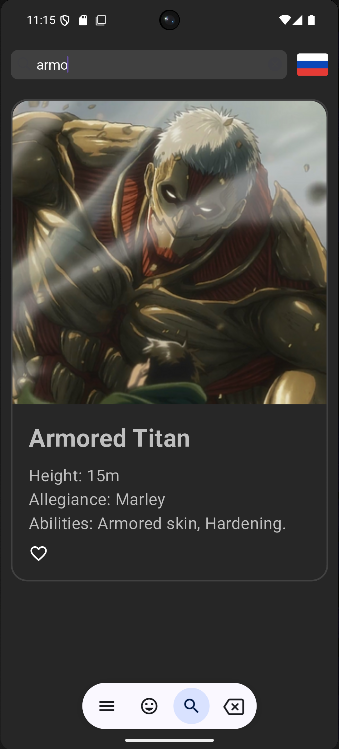 11:15
armo
Armored Titan
Height: 15m
Allegiance: Marley
Abilities: Armored skin, Hardening.